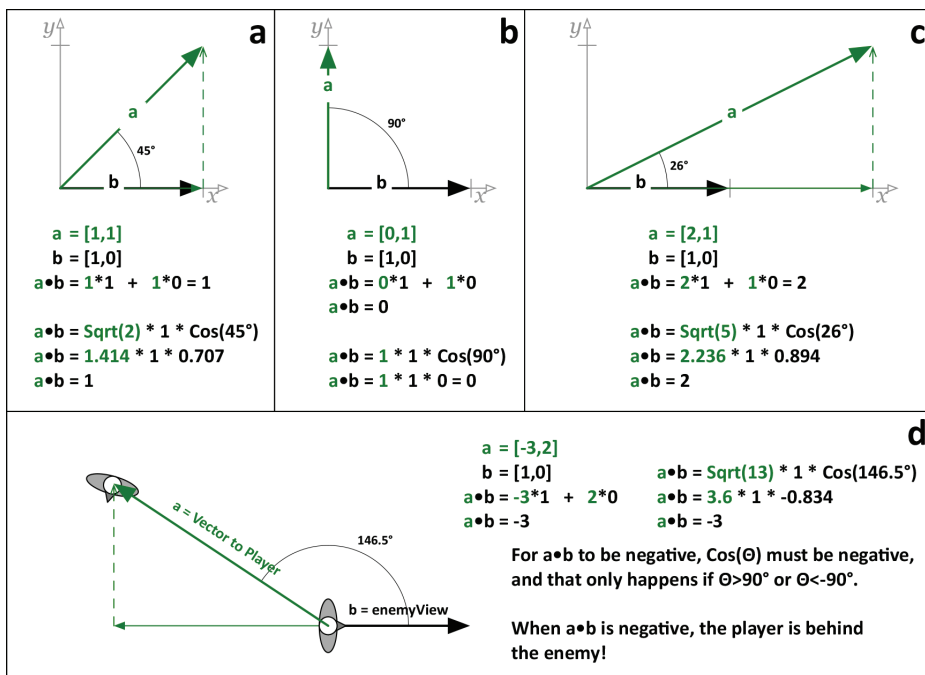 a
y
a
45°
b
x
a = [1,1]
b = [1,0]
a•b = 1*1 + 1*0 = 1
a•b = Sqrt(2) * 1 * Cos(45°)
a•b = 1.414 * 1 * 0.707
a•b = 1
b
y
a
90°
b
x
a = [0,1]
b = [1,0]
a•b = 0*1 + 1*0
a•b = 0
a•b = 1 * 1 * Cos(90°)
a•b = 1 * 1 * 0 = 0
c
y
a
26°
b
x
a = [2,1]
b = [1,0]
a•b = 2*1 + 1*0 = 2
a•b = Sqrt(5) * 1 * Cos(26°)
a•b = 2.236 * 1 * 0.894
a•b = 2
d
a = Vector to Player
146.5°
b = enemyView
a = [-3,2]
b = [1,0]
a•b = -3*1 + 2*0
a•b = -3
a•b = Sqrt(13) * 1 * Cos(146.5°)
a•b = 3.6 * 1 * -0.834
a•b = -3
For a•b to be negative, Cos(Θ) must be negative,
and that only happens if Θ>90° or Θ<-90°.
When a•b is negative, the player is behind
the enemy!